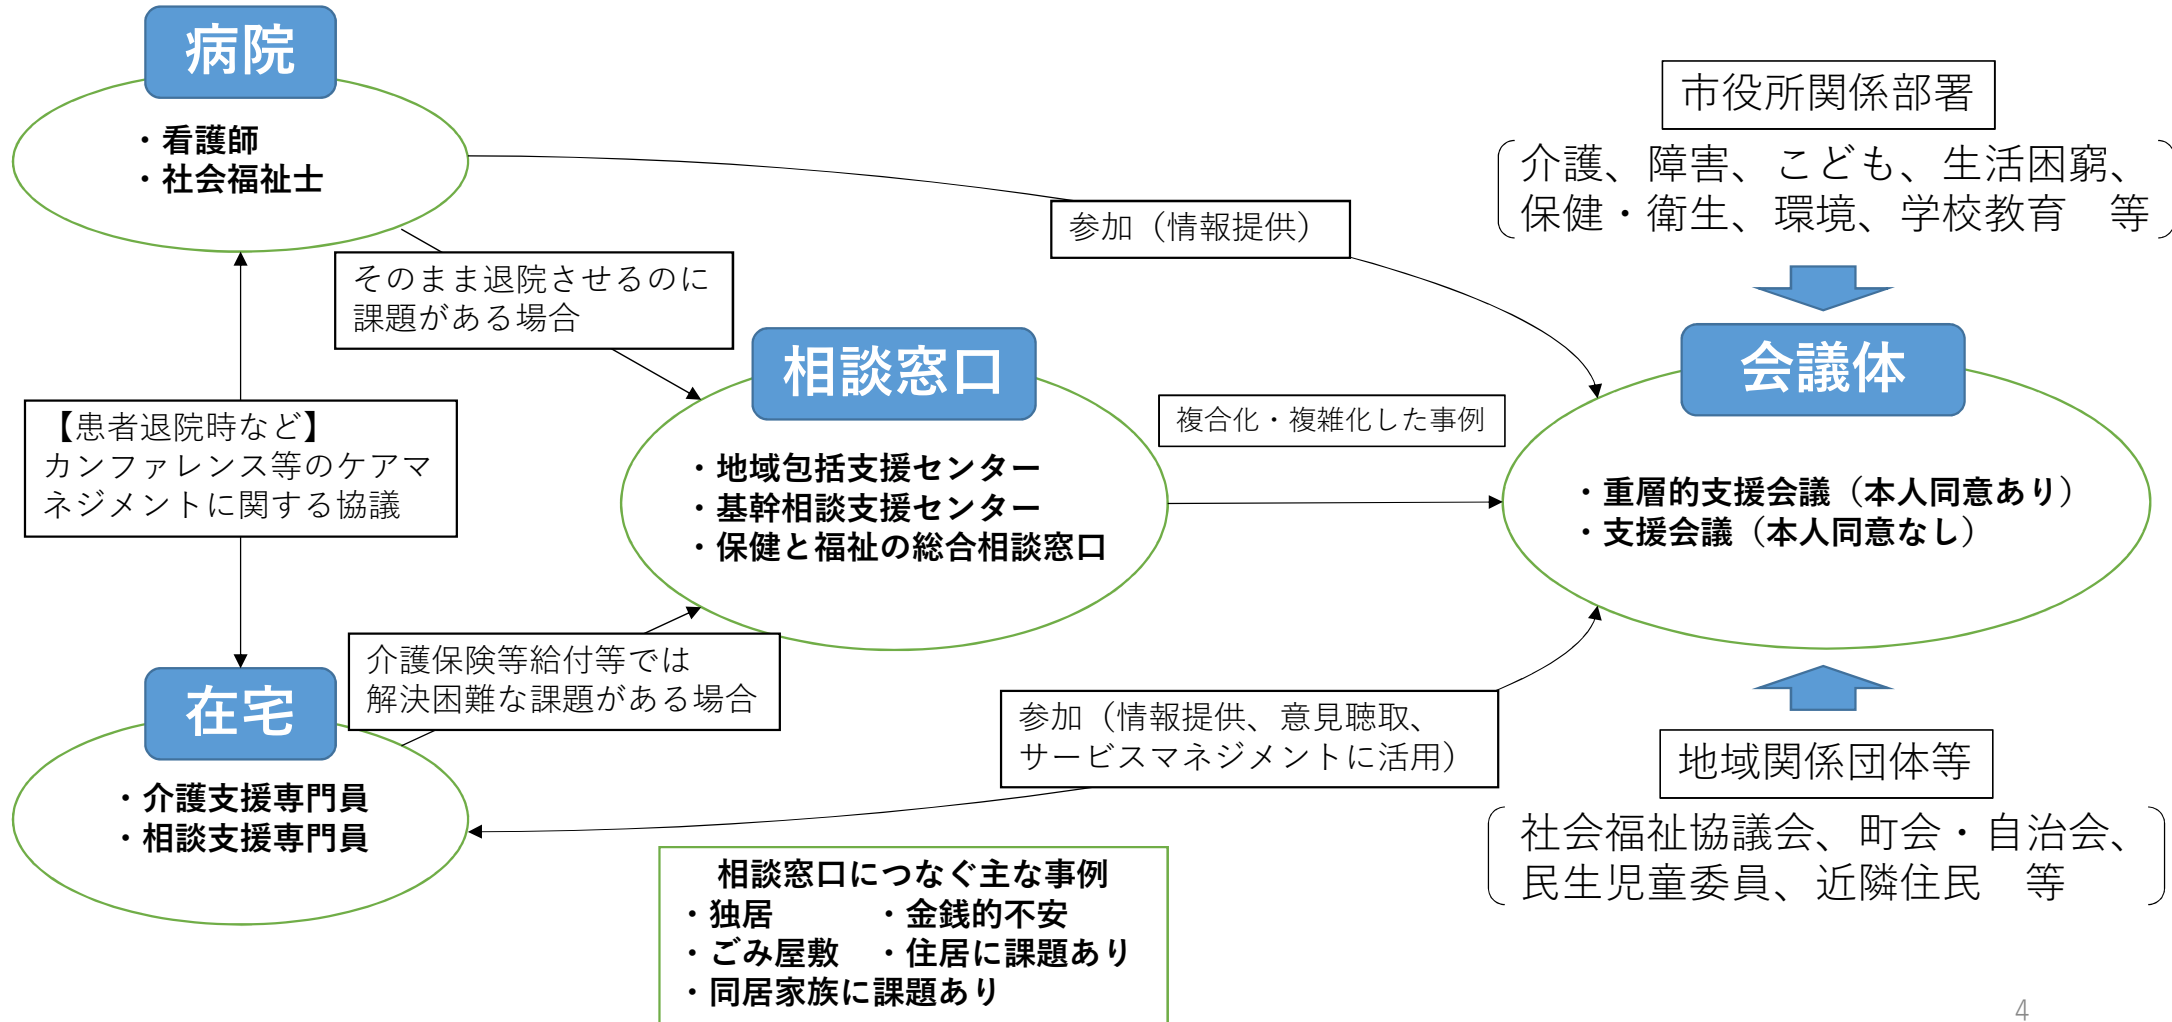 病院
・看護師
・社会福祉士
市役所関係部署
介護、障害、こども、生活困窮、
保健・衛生、環境、学校教育　等
参加（情報提供）
そのまま退院させるのに
課題がある場合
相談窓口
・地域包括支援センター
・基幹相談支援センター
・保健と福祉の総合相談窓口
会議体
・重層的支援会議（本人同意あり）
・支援会議（本人同意なし）
複合化・複雑化した事例
【患者退院時など】
カンファレンス等のケアマ
ネジメントに関する協議
在宅
・介護支援専門員
・相談支援専門員
介護保険等給付等では
解決困難な課題がある場合
参加（情報提供、意見聴取、
サービスマネジメントに活用）
地域関係団体等
社会福祉協議会、町会・自治会、
民生児童委員、近隣住民　等
相談窓口につなぐ主な事例
・独居　・金銭的不安
・ごみ屋敷　・住居に課題あり
・同居家族に課題あり
4